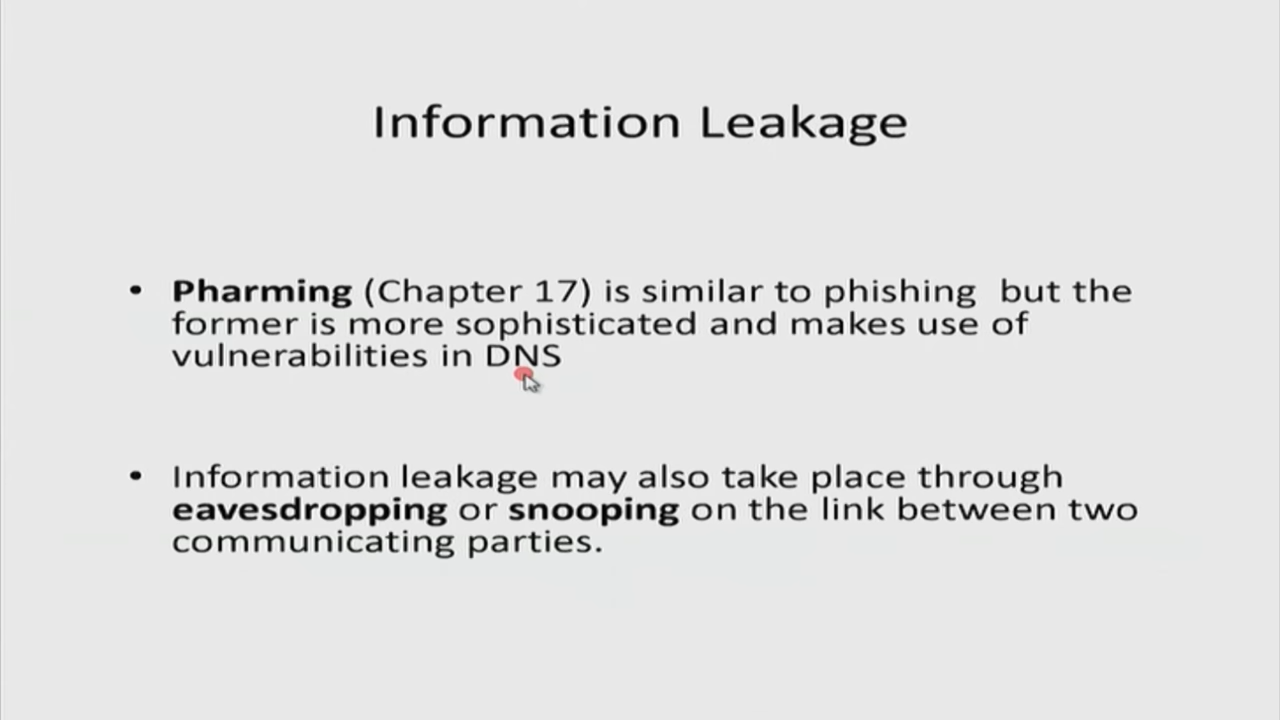 Information Leakage
• Pharming (Chapter 17) is similar to phishing but the
former is more sophisticated and makes use of
vulnerabilities in DNS
• Information leakage may also take place through
eavesdropping or snooping on the link between two
communicating parties.